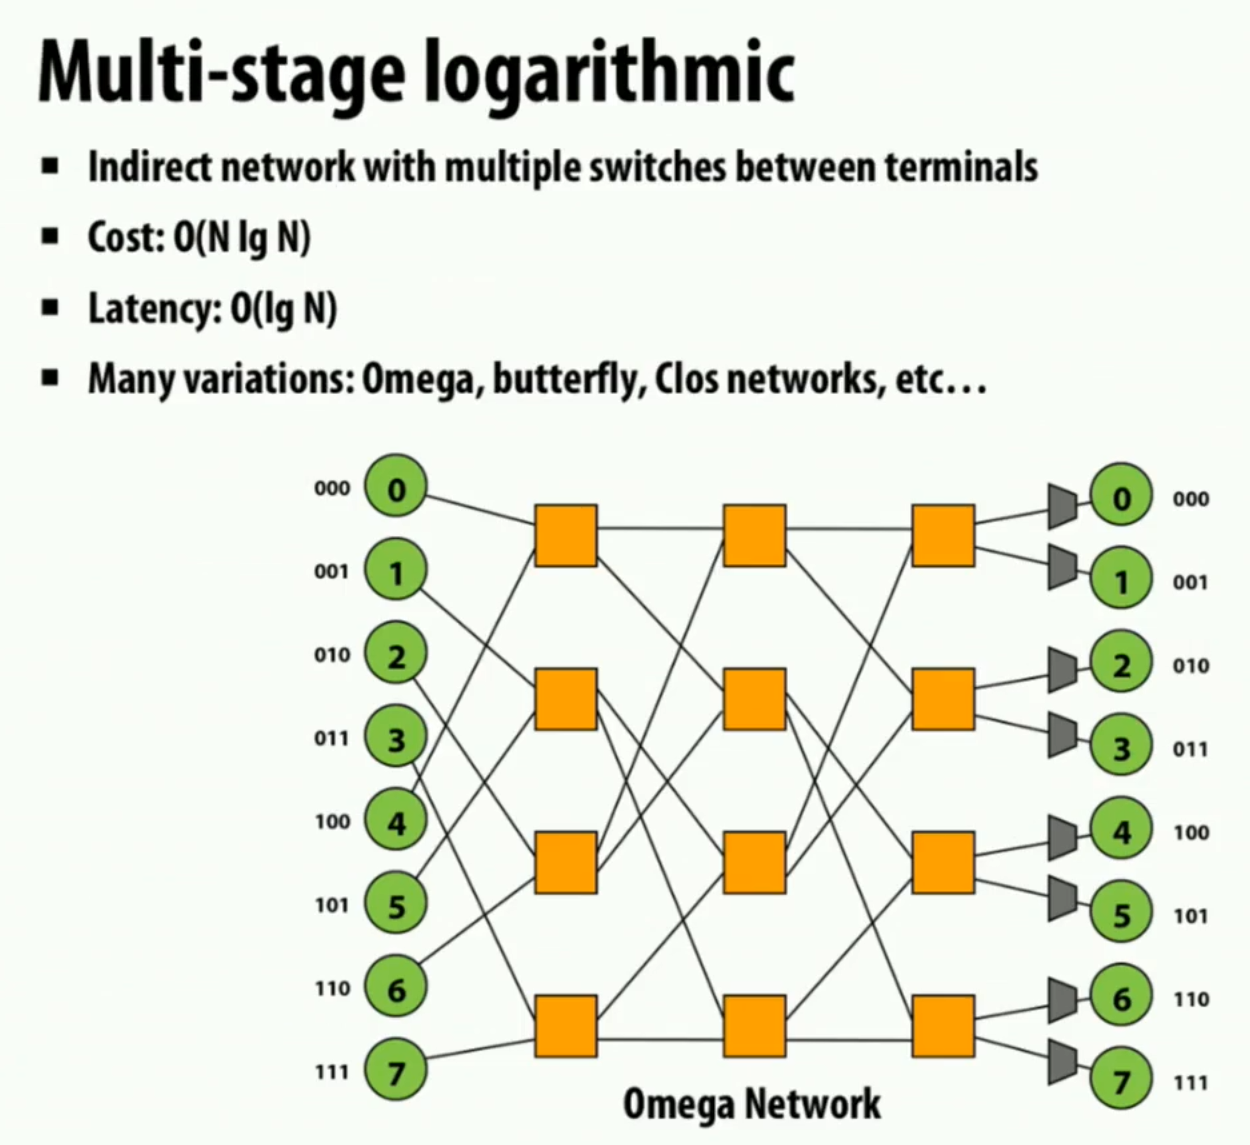 Multi-stage logarithmic
▪ Indirect network with multiple switches between terminals
▪ Cost: O(N lg N)
▪ Latency: O(lg N)
▪ Many variations: Omega, butterfly, Clos networks, etc…
000 0 0 000
001 1 1 001
010 2 2 010
011 3 3 011
100 4 4 100
101 5 5 101
110 6 6 110
111 7 7 111
Omega Network